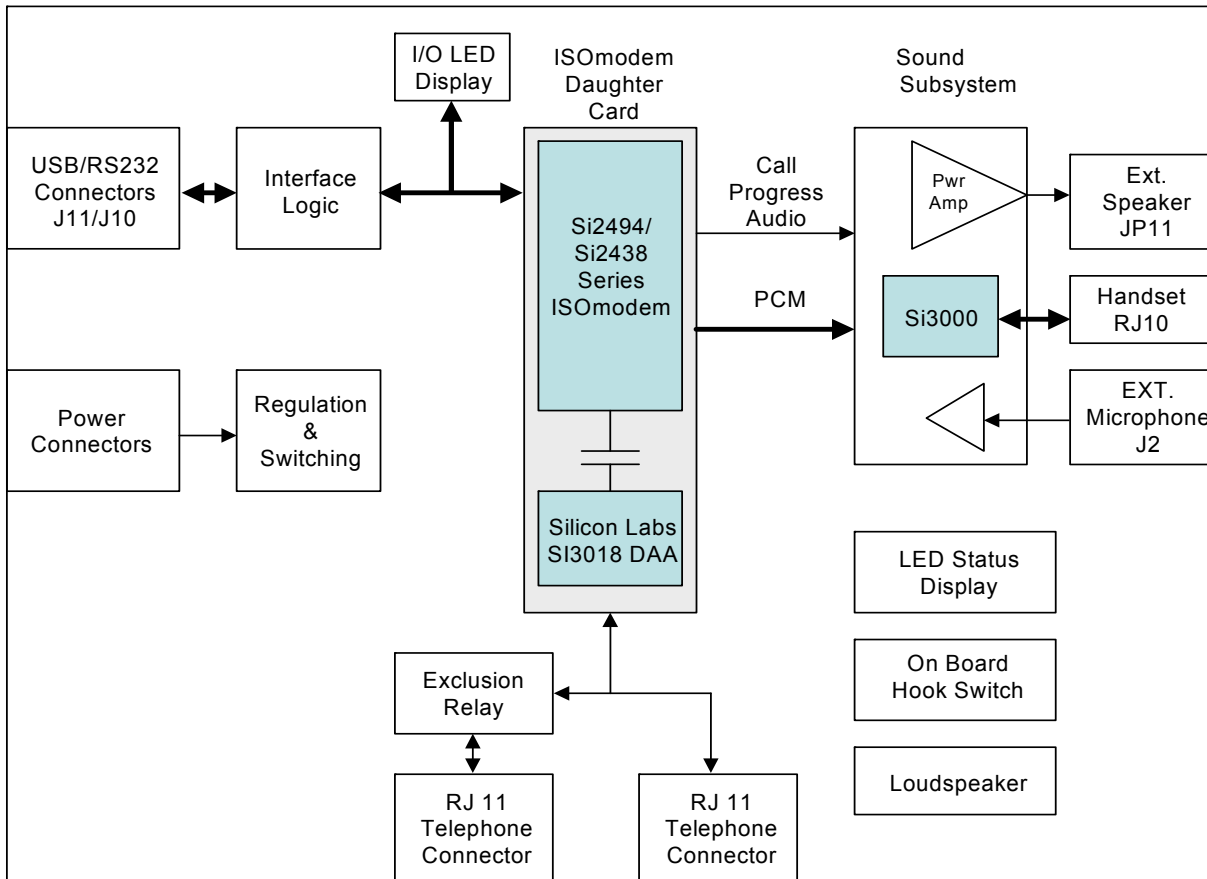 I/O LED
Display
ISOmodem
Daughter
Card
Sound
Subsystem
USB/RS232
Connectors
J11/J10
Interface
Logic
Si2494/
Si2438
Series
ISOmodem
Call
Progress
Audio
Pwr
Amp
Ext.
Speaker
JP11
PCM
Si3000
Handset
RJ10
Power
Connectors
Regulation
&
Switching
EXT.
Microphone
J2
Silicon Labs
SI3018 DAA
LED Status
Display
Exclusion
Relay
On Board
Hook Switch
RJ 11
Telephone
Connector
RJ 11
Telephone
Connector
Loudspeaker